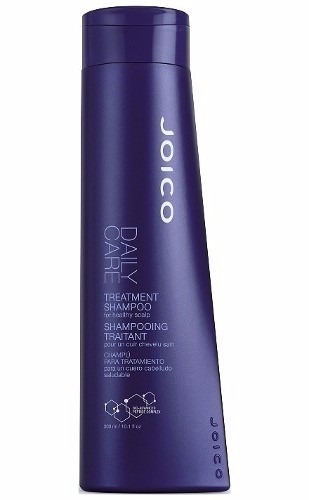 JOICO
DAILY
CARE
TREATMENT
SHAMPOO
for healthy scalp
SHAMPOOING
TRAITANT
pour un cuir chevelu sain
CHAMPÚ
PARA TRATAMIENTO
para un cuero cabelludo
saludable
300 ml / 10.1 fl oz
JOICO